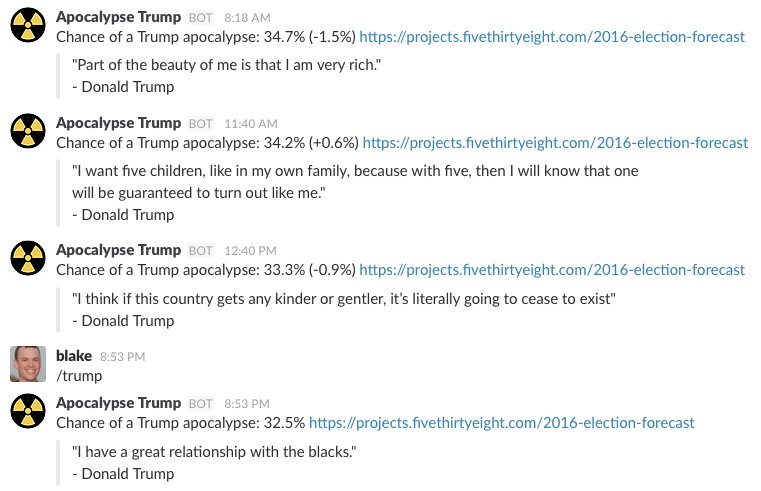 Apocalypse Trump BOT 8:18 AM
Chance of a Trump apocalypse: 34.7% (-1.5%) https://projects.fivethirtyeight.com/2016-election-forecast
"Part of the beauty of me is that I am very rich."
- Donald Trump
Apocalypse Trump BOT 11:40 AM
Chance of a Trump apocalypse: 34.2% (+0.6%) https://projects.fivethirtyeight.com/2016-election-forecast
"I want five children, like in my own family, because with five, then I will know that one
will be guaranteed to turn out like me."
- Donald Trump
Apocalypse Trump BOT 12:40 PM
Chance of a Trump apocalypse: 33.3% (-0.9%) https://projects.fivethirtyeight.com/2016-election-forecast
"I think if this country gets any kinder or gentler, it’s literally going to cease to exist"
- Donald Trump
blake 8:53 PM
/trump
Apocalypse Trump BOT 8:53 PM
Chance of a Trump apocalypse: 32.5% https://projects.fivethirtyeight.com/2016-election-forecast
"I have a great relationship with the blacks."
- Donald Trump